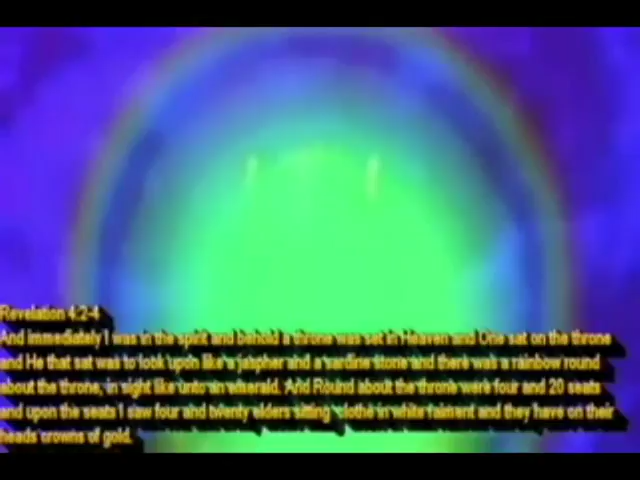 Revelation 4:2-4
And immediately I was in the spirit and behold a throne was set in Heaven and One sat on the throne
and He that sat was to look upon like a jaspher and a sardine stone and there was a rainbow round
about the throne, in sight like unto an emerald. And Round about the throne were four and 20 seats
and upon the seats I saw four and twenty elders sitting clothe in white raiment and they have on their
heads crowns of gold.